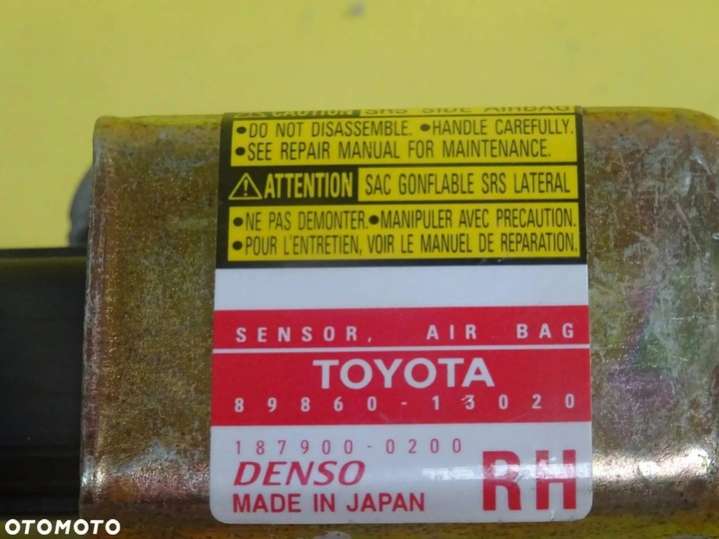 CAUTION SRS SIDE AIRBAG
•DO NOT DISASSEMBLE. •HANDLE CAREFULLY.
•SEE REPAIR MANUAL FOR MAINTENANCE.
ATTENTION SAC GONFLABLE SRS LATERAL
•NE PAS DEMONTER.•MANIPULER AVEC PRECAUTION.
•POUR L'ENTRETIEN, VOIR LE MANUEL DE REPARATION.
SENSOR, AIR BAG
TOYOTA
89860-13020
187900-0200
DENSO RH
MADE IN JAPAN
OTOMOTO
OTOMOTO